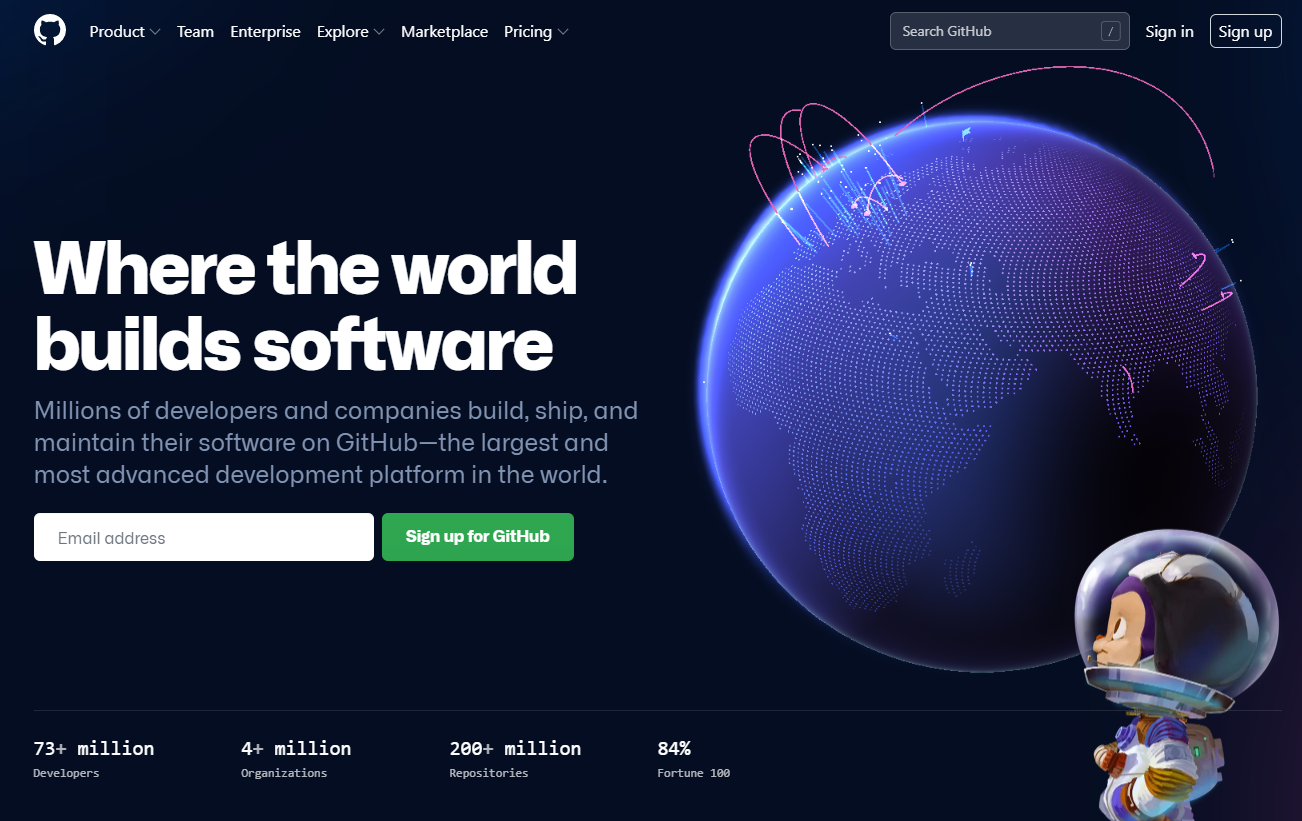 Product Team Enterprise Explore Marketplace Pricing Search GitHub / Sign in Sign up
Where the world
builds software
Millions of developers and companies build, ship, and
maintain their software on GitHub—the largest and
most advanced development platform in the world.
Email address Sign up for GitHub
73+ million 4+ million 200+ million 84%
Developers Organizations Repositories Fortune 100